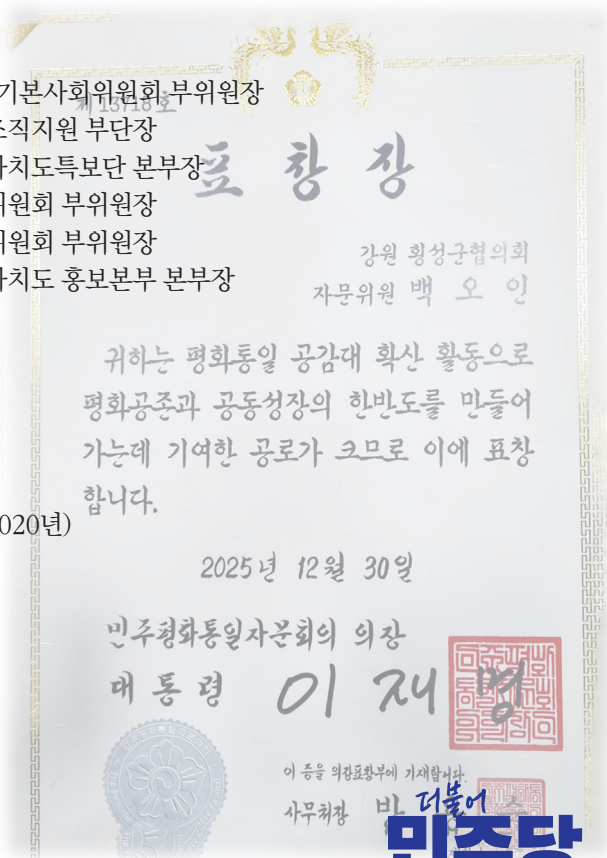 기본사회위원회 부위원장
제 13718 호
조직지원 부단장
자치도특보단 본부장
표 창 장
위원회 부위원장
위원회 부위원장
자치도 홍보본부 본부장
강원 횡성군협의회
자문위원 백 오 인
귀하는 평화통일 공감대 확산 활동으로
평화공존과 공동성장의 한반도를 만들어
가는데 기여한 공로가 크므로 이에 표창
합니다.
020년)
2025년 12월 30일
민주평화통일자문회의 의장
대통령 이재명
이 증을 의장표창부에 기재합니다.
사무처장
더불어
민주당